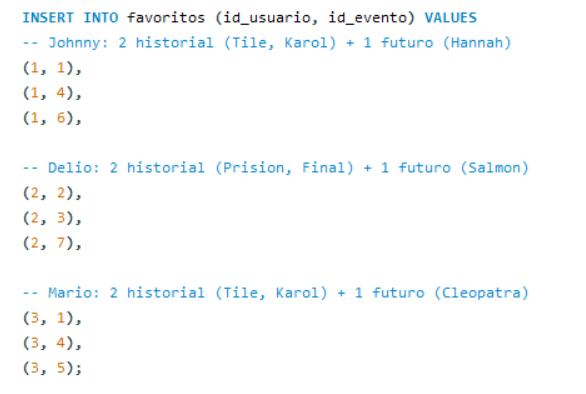 INSERT INTO favoritos (id_usuario, id_evento) VALUES
-- Johnny: 2 historial (Tile, Karol) + 1 futuro (Hannah)
(1, 1),
(1, 4),
(1, 6),
-- Delio: 2 historial (Prision, Final) + 1 futuro (Salmon)
(2, 2),
(2, 3),
(2, 7),
-- Mario: 2 historial (Tile, Karol) + 1 futuro (Cleopatra)
(3, 1),
(3, 4),
(3, 5);